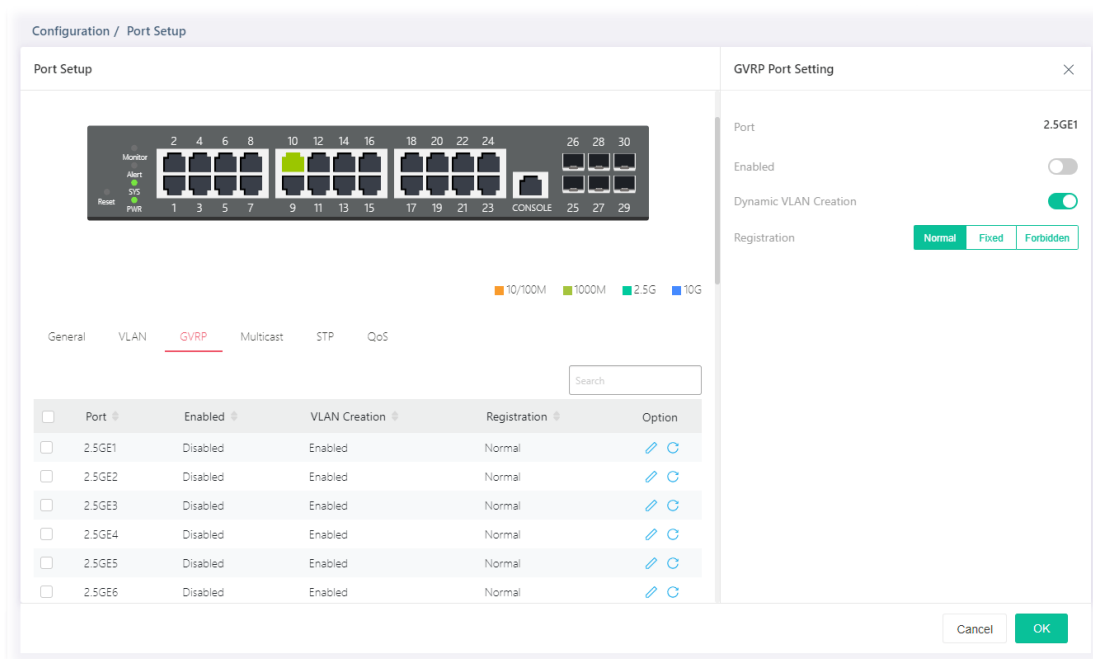 Configuration / Port Setup
Port Setup
GVRP Port Setting
Port 2.5GE1
Enabled
Dynamic VLAN Creation
Registration Normal Fixed Forbidden
2 4 6 8 10 12 14 16 18 20 22 24 26 28 30
Monitor
Alert
SYS
Reset PWR 1 3 5 7 9 11 13 15 17 19 21 23 CONSOLE 25 27 29
10/100M 1000M 2.5G 10G
General VLAN GVRP Multicast STP QoS
Search
Port Enabled VLAN Creation Registration Option
2.5GE1 Disabled Enabled Normal
2.5GE2 Disabled Enabled Normal
2.5GE3 Disabled Enabled Normal
2.5GE4 Disabled Enabled Normal
2.5GE5 Disabled Enabled Normal
2.5GE6 Disabled Enabled Normal
Cancel OK